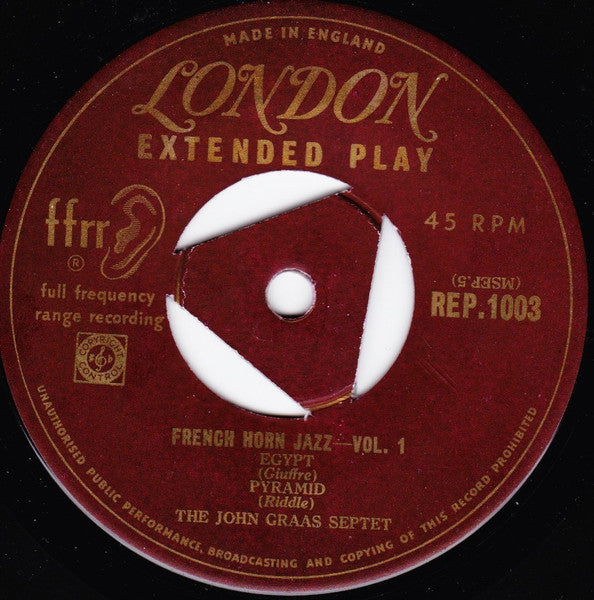 MADE IN ENGLAND
LONDON
EXTENDED PLAY
ffrr
®
full frequency
range recording
45 RPM
(MSEP.5)
REP.1003
COPYRIGHT
CONTROL
FRENCH HORN JAZZ—VOL. 1
EGYPT
(Giuffre)
PYRAMID
(Riddle)
THE JOHN GRAAS SEPTET
UNAUTHORISED PUBLIC PERFORMANCE, BROADCASTING AND COPYING OF THIS RECORD PROHIBITED